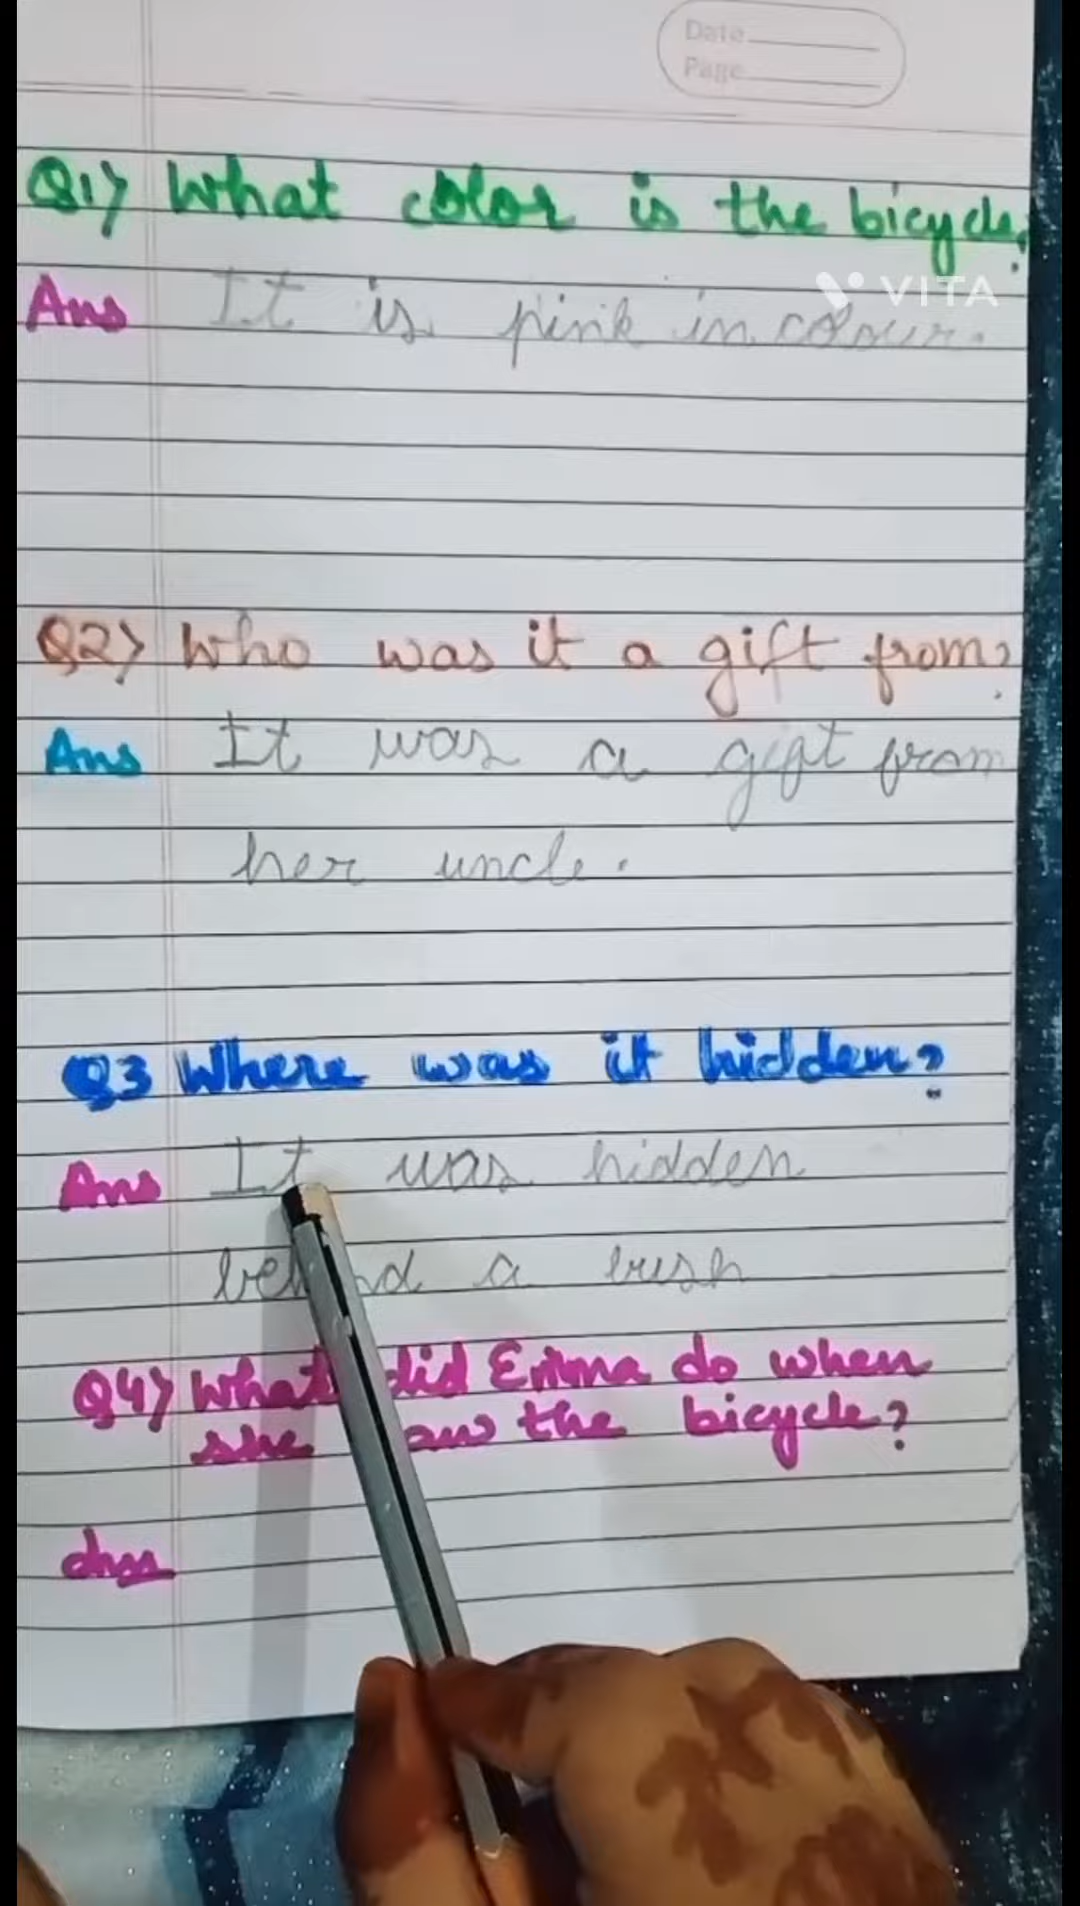 Date
Page
Q1) What color is the bicycle?
Ans It is pink in colour.
VITA
Q2) Who was it a gift from?
Ans It was a gift from
her uncle.
Q3 Where was it hidden?
Ans It was hidden
behind a bush
Q4) What did Emma do when
she saw the bicycle?
Ans